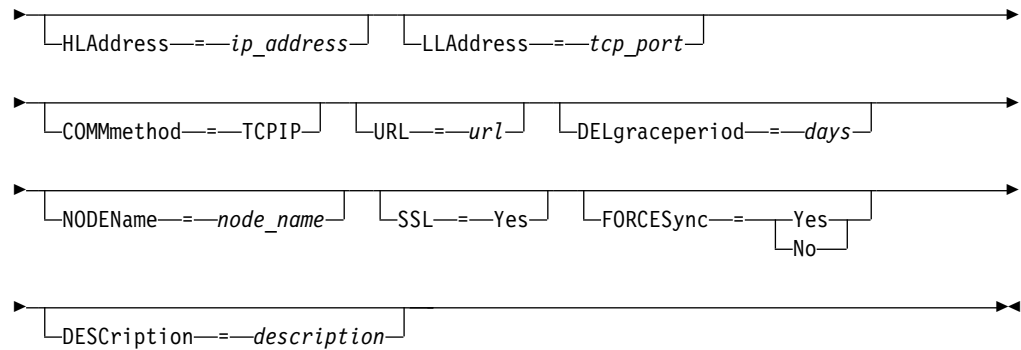 HLAddress = ip_address LLAddress = tcp_port
COMMmethod = TCPIP URL = url DELgraceperiod = days
NODEName = node_name SSL = Yes FORCESync = Yes
No
DESCription = description